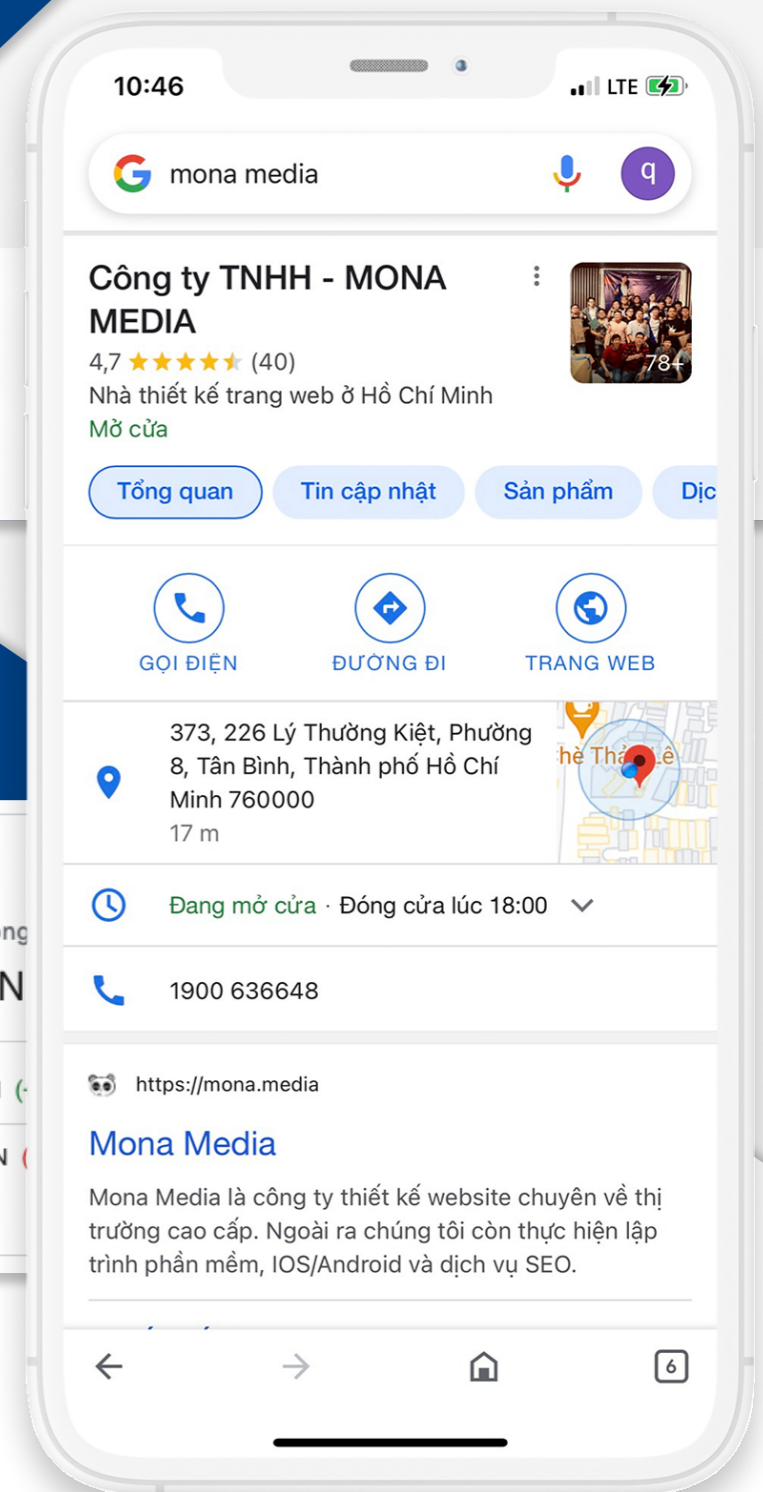 10:46
LTE
mona media
q
Công ty TNHH - MONA
MEDIA
4,7 (40)
78+
Nhà thiết kế trang web ở Hồ Chí Minh
Mở cửa
Tổng quan
Tin cập nhật
Sản phẩm
Dịc
GỌI ĐIỆN
ĐƯỜNG ĐI
TRANG WEB
373, 226 Lý Thường Kiệt, Phường
8, Tân Bình, Thành phố Hồ Chí
Minh 760000
17 m
Đang mở cửa · Đóng cửa lúc 18:00
1900 636648
https://mona.media
Mona Media
Mona Media là công ty thiết kế website chuyên về thị
trường cao cấp. Ngoài ra chúng tôi còn thực hiện lập
trình phần mềm, IOS/Android và dịch vụ SEO.
6